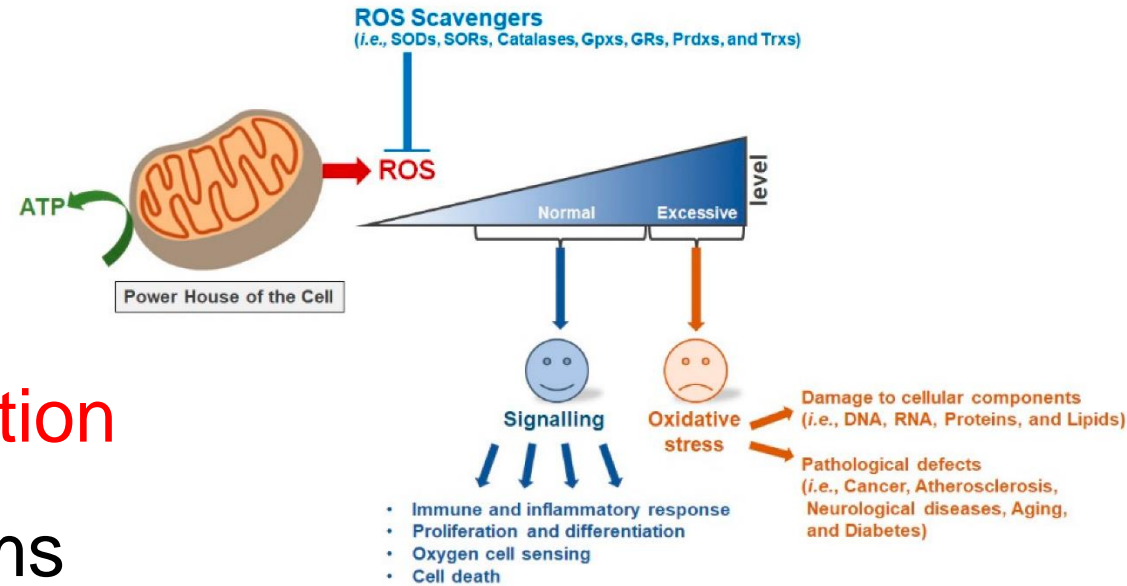 ROS Scavengers
(i.e., SODs, SORs, Catalases, Gpxs, GRs, Prdxs, and Trxs)
ROS
level
ATP
Normal
Excessive
Power House of the Cell
Signalling
Oxidative
stress
Damage to cellular components
(i.e., DNA, RNA, Proteins, and Lipids)
Pathological defects
(i.e., Cancer, Atherosclerosis,
Neurological diseases, Aging,
and Diabetes)
• Immune and inflammatory response
• Proliferation and differentiation
• Oxygen cell sensing
• Cell death
tion
ns